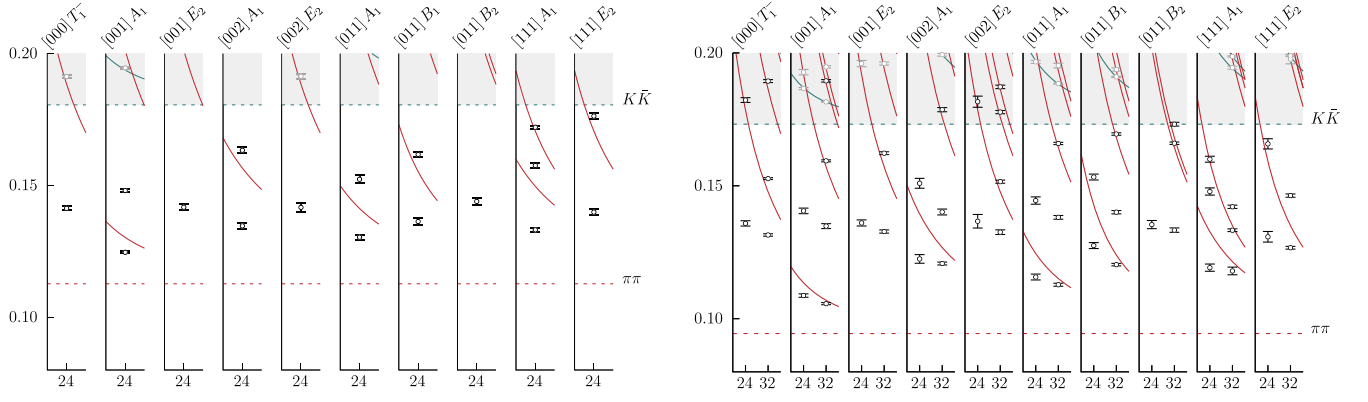 [000] T₁⁻ [001] A₁ [001] E₂ [002] A₁ [002] E₂ [011] A₁ [011] B₁ [011] B₂ [111] A₁ [111] E₂
0.20
KK̄
0.15
ππ
0.10
24 24 24 24 24 24 24 24 24 24
[000] T₁⁻ [001] A₁ [001] E₂ [002] A₁ [002] E₂ [011] A₁ [011] B₁ [011] B₂ [111] A₁ [111] E₂
0.20
KK̄
0.15
ππ
0.10
24 32 24 32 24 32 24 32 24 32 24 32 24 32 24 32 24 32 24 32